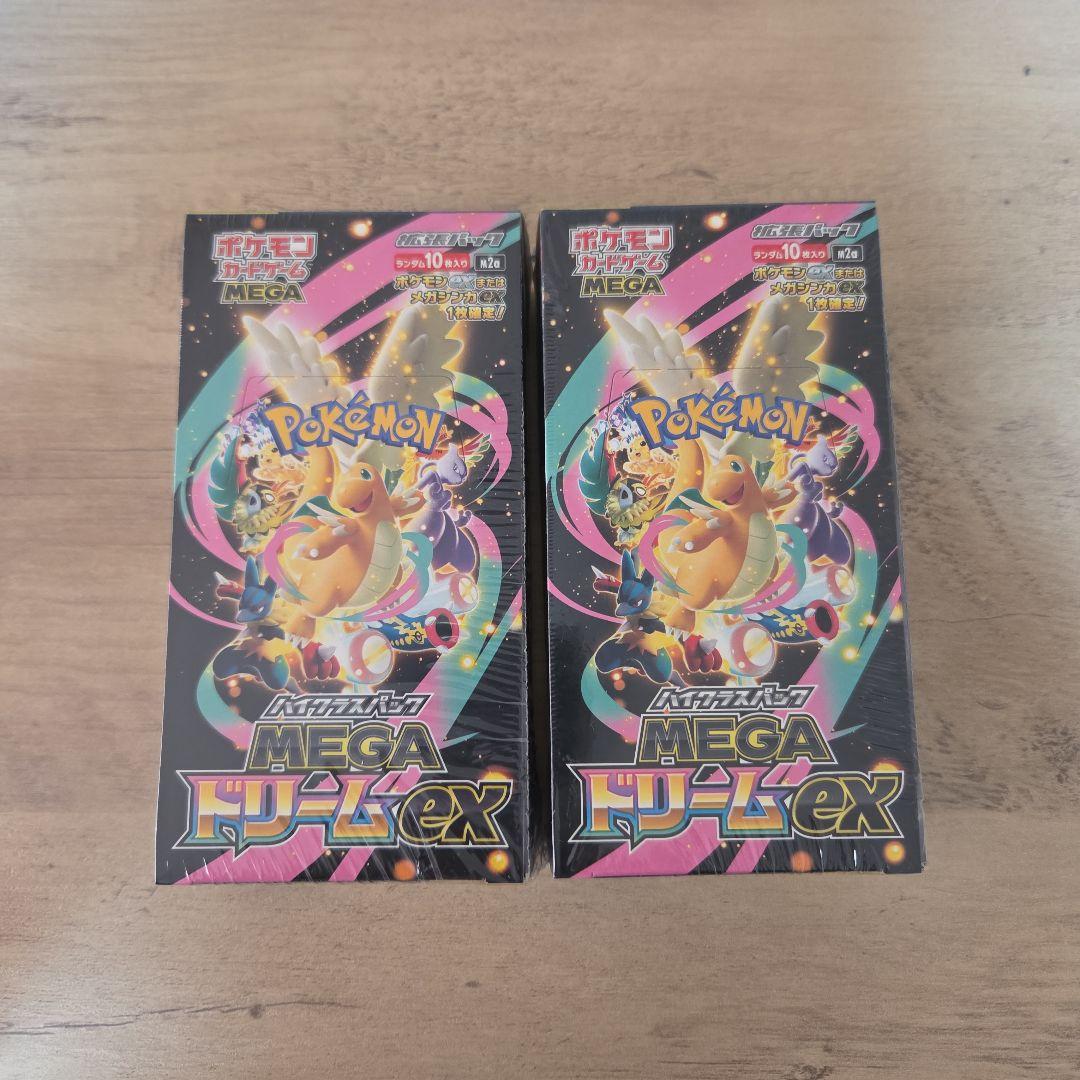 ポケモン
カードゲーム
MEGA
拡張パック
ランダム10枚入り M2a
ポケモンexまたは
メガシンカex
1枚確定!
POKéMON
ハイクラスパック
MEGA
ドリームex
ポケモン
カードゲーム
MEGA
拡張パック
ランダム10枚入り M2a
ポケモンexまたは
メガシンカex
1枚確定!
POKéMON
ハイクラスパック
MEGA
ドリームex